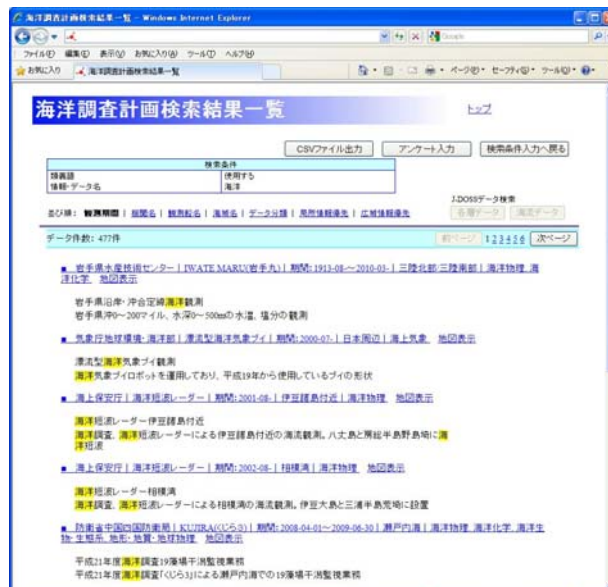 海洋調査計画検索結果一覧 - Windows Internet Explorer
ファイル(F) 編集(E) 表示(V) お気に入り(A) ツール(T) ヘルプ(H)
お気に入り 海洋調査計画検索結果一覧 ページ(P) セーフティ(S) ツール(O)
海洋調査計画検索結果一覧 トップ
CSVファイル出力 アンケート入力 検索条件入力へ戻る
検索条件
類義語 使用する
情報・データ名 海洋
J-DOSSデータ検索
並び順: 観測期間 | 機関名 | 観測船名 | 海域名 | データ分類 | 局所情報優先 | 広域情報優先 各種データ 海流データ
データ件数: 477件 前ページ 1 2 3 4 5 6 次ページ
■ 岩手県水産技術センター | IWATE MARU(岩手丸) | 期間: 1913-08-～2010-03- | 三陸北部 三陸南部 | 海洋物理 海
洋化学 地図表示
岩手県沿岸・沖合定線海洋観測
岩手県沖0～200マイル、水深0～500mの水温、塩分の観測
■ 気象庁地球環境・海洋部 | 漂流型海洋気象ブイ | 期間: 2000-07- | 日本周辺 | 海上気象 地図表示
漂流型海洋気象ブイ観測
海洋気象ブイロボットを運用しており、平成19年から使用しているブイの形状
■ 海上保安庁 | 海洋短波レーダー | 期間: 2001-08- | 伊豆諸島付近 | 海洋物理 地図表示
海洋短波レーダー伊豆諸島付近
海洋調査、海洋短波レーダーによる伊豆諸島付近の海流観測。八丈島と房総半島野島埼に海
洋短波
■ 海上保安庁 | 海洋短波レーダー | 期間: 2002-08- | 相模湾 | 海洋物理 地図表示
海洋短波レーダー相模湾
海洋調査、海洋短波レーダーによる相模湾の海流観測。伊豆大島と三浦半島荒埼に設置
■ 防衛省中国四国防衛局 | KUJIRA(くじら3) | 期間: 2008-04-01～2009-06-30 | 瀬戸内海 | 海洋物理 海洋化学 海洋生
物・生態系 地形・地質・地球物理 地図表示
平成21年度海洋調査19藻場干潟監視業務
平成21年度海洋調査「くじら3」による瀬戸内海での19藻場干潟監視業務